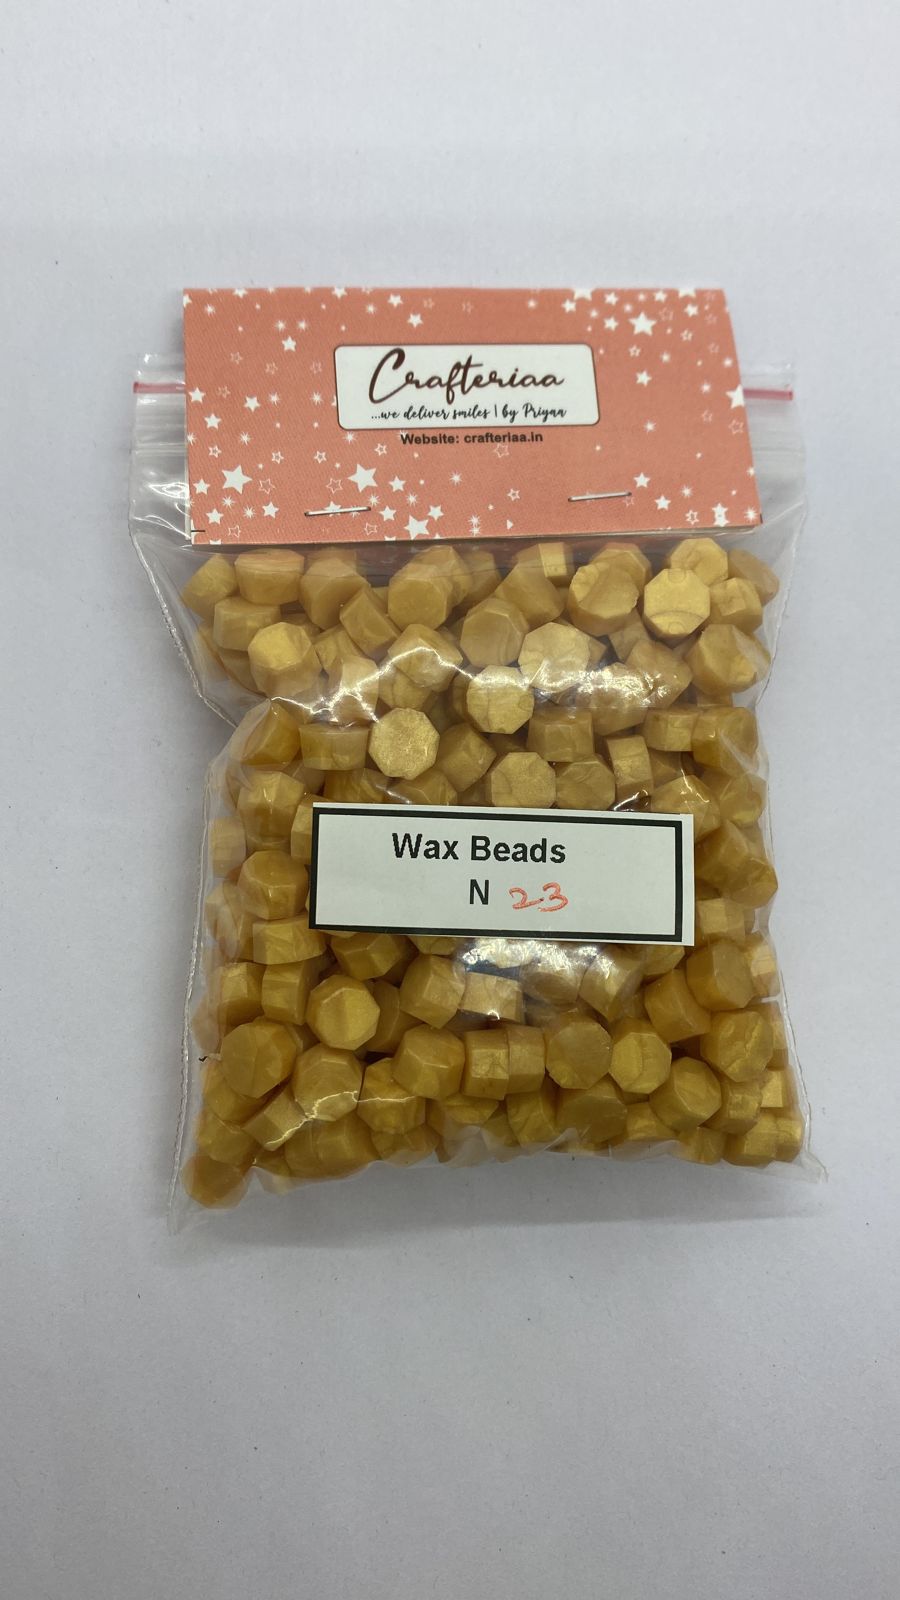 Crafteriaa
...we deliver smiles | by Priyaa
Website: crafteriaa.in
Wax Beads
N 23